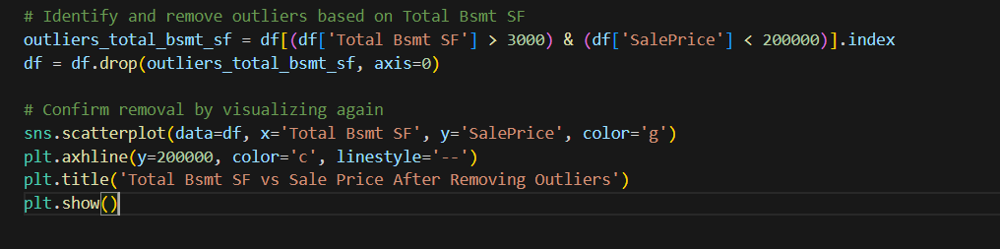 # Identify and remove outliers based on Total Bsmt SF
outliers_total_bsmt_sf = df[(df['Total Bsmt SF'] > 3000) & (df['SalePrice'] < 200000)].index
df = df.drop(outliers_total_bsmt_sf, axis=0)
# Confirm removal by visualizing again
sns.scatterplot(data=df, x='Total Bsmt SF', y='SalePrice', color='g')
plt.axhline(y=200000, color='c', linestyle='--')
plt.title('Total Bsmt SF vs Sale Price After Removing Outliers')
plt.show()